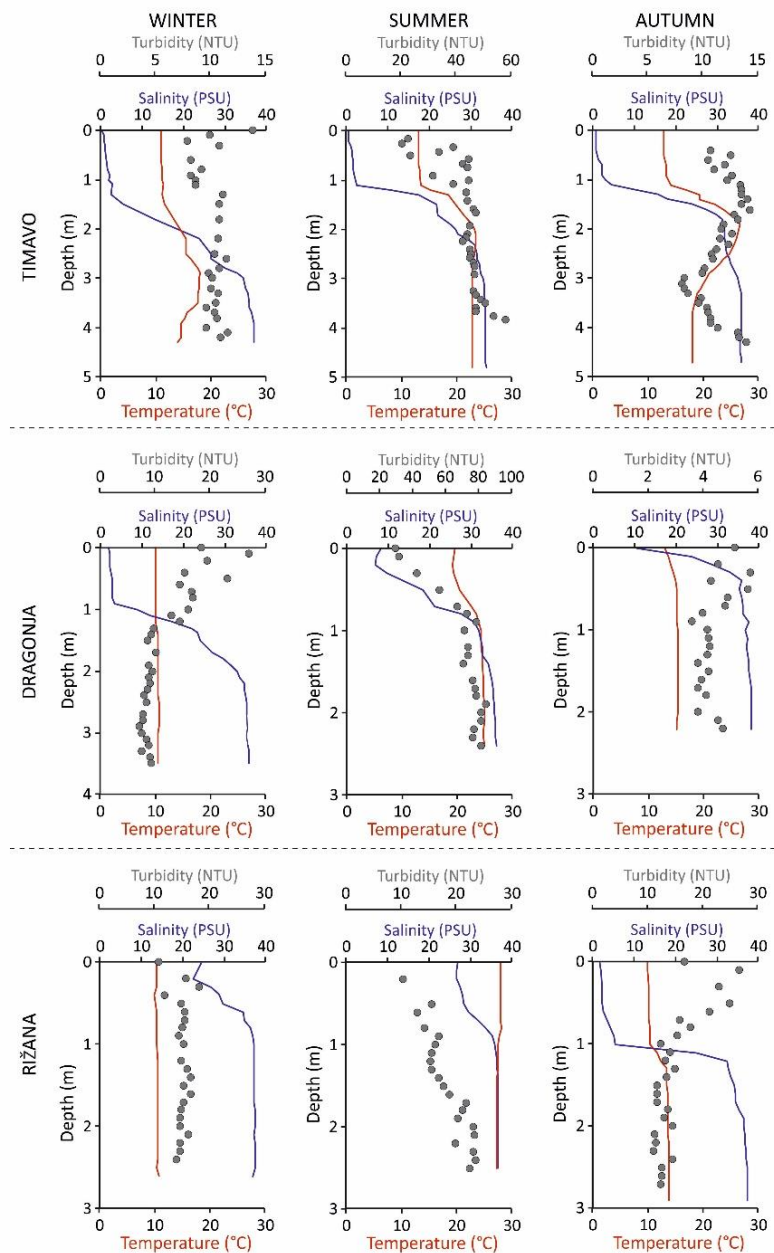 WINTER SUMMER AUTUMN
Turbidity (NTU) Turbidity (NTU) Turbidity (NTU)
0 5 10 15 0 20 40 60 0 5 10 15
Salinity (PSU) Salinity (PSU) Salinity (PSU)
0 10 20 30 40 0 10 20 30 40 0 10 20 30 40
TIMAVO
Depth (m) Depth (m) Depth (m)
0 0 0
1 1 1
2 2 2
3 3 3
4 4 4
5 5 5
0 10 20 30 0 10 20 30 0 10 20 30
Temperature (°C) Temperature (°C) Temperature (°C)
Turbidity (NTU) Turbidity (NTU) Turbidity (NTU)
0 10 20 30 0 20 40 60 80 100 0 2 4 6
Salinity (PSU) Salinity (PSU) Salinity (PSU)
0 10 20 30 40 0 10 20 30 40 0 10 20 30 40
DRAGONJA
Depth (m) Depth (m) Depth (m)
0 0 0
1 1 1
2 2 2
3 3 3
4
0 10 20 30 0 10 20 30 0 10 20 30
Temperature (°C) Temperature (°C) Temperature (°C)
Turbidity (NTU) Turbidity (NTU) Turbidity (NTU)
0 10 20 30 0 10 20 30 0 10 20 30
Salinity (PSU) Salinity (PSU) Salinity (PSU)
0 10 20 30 40 0 10 20 30 40 0 10 20 30 40
RIŽANA
Depth (m) Depth (m) Depth (m)
0 0 0
1 1 1
2 2 2
3 3 3
0 10 20 30 0 10 20 30 0 10 20 30
Temperature (°C) Temperature (°C) Temperature (°C)